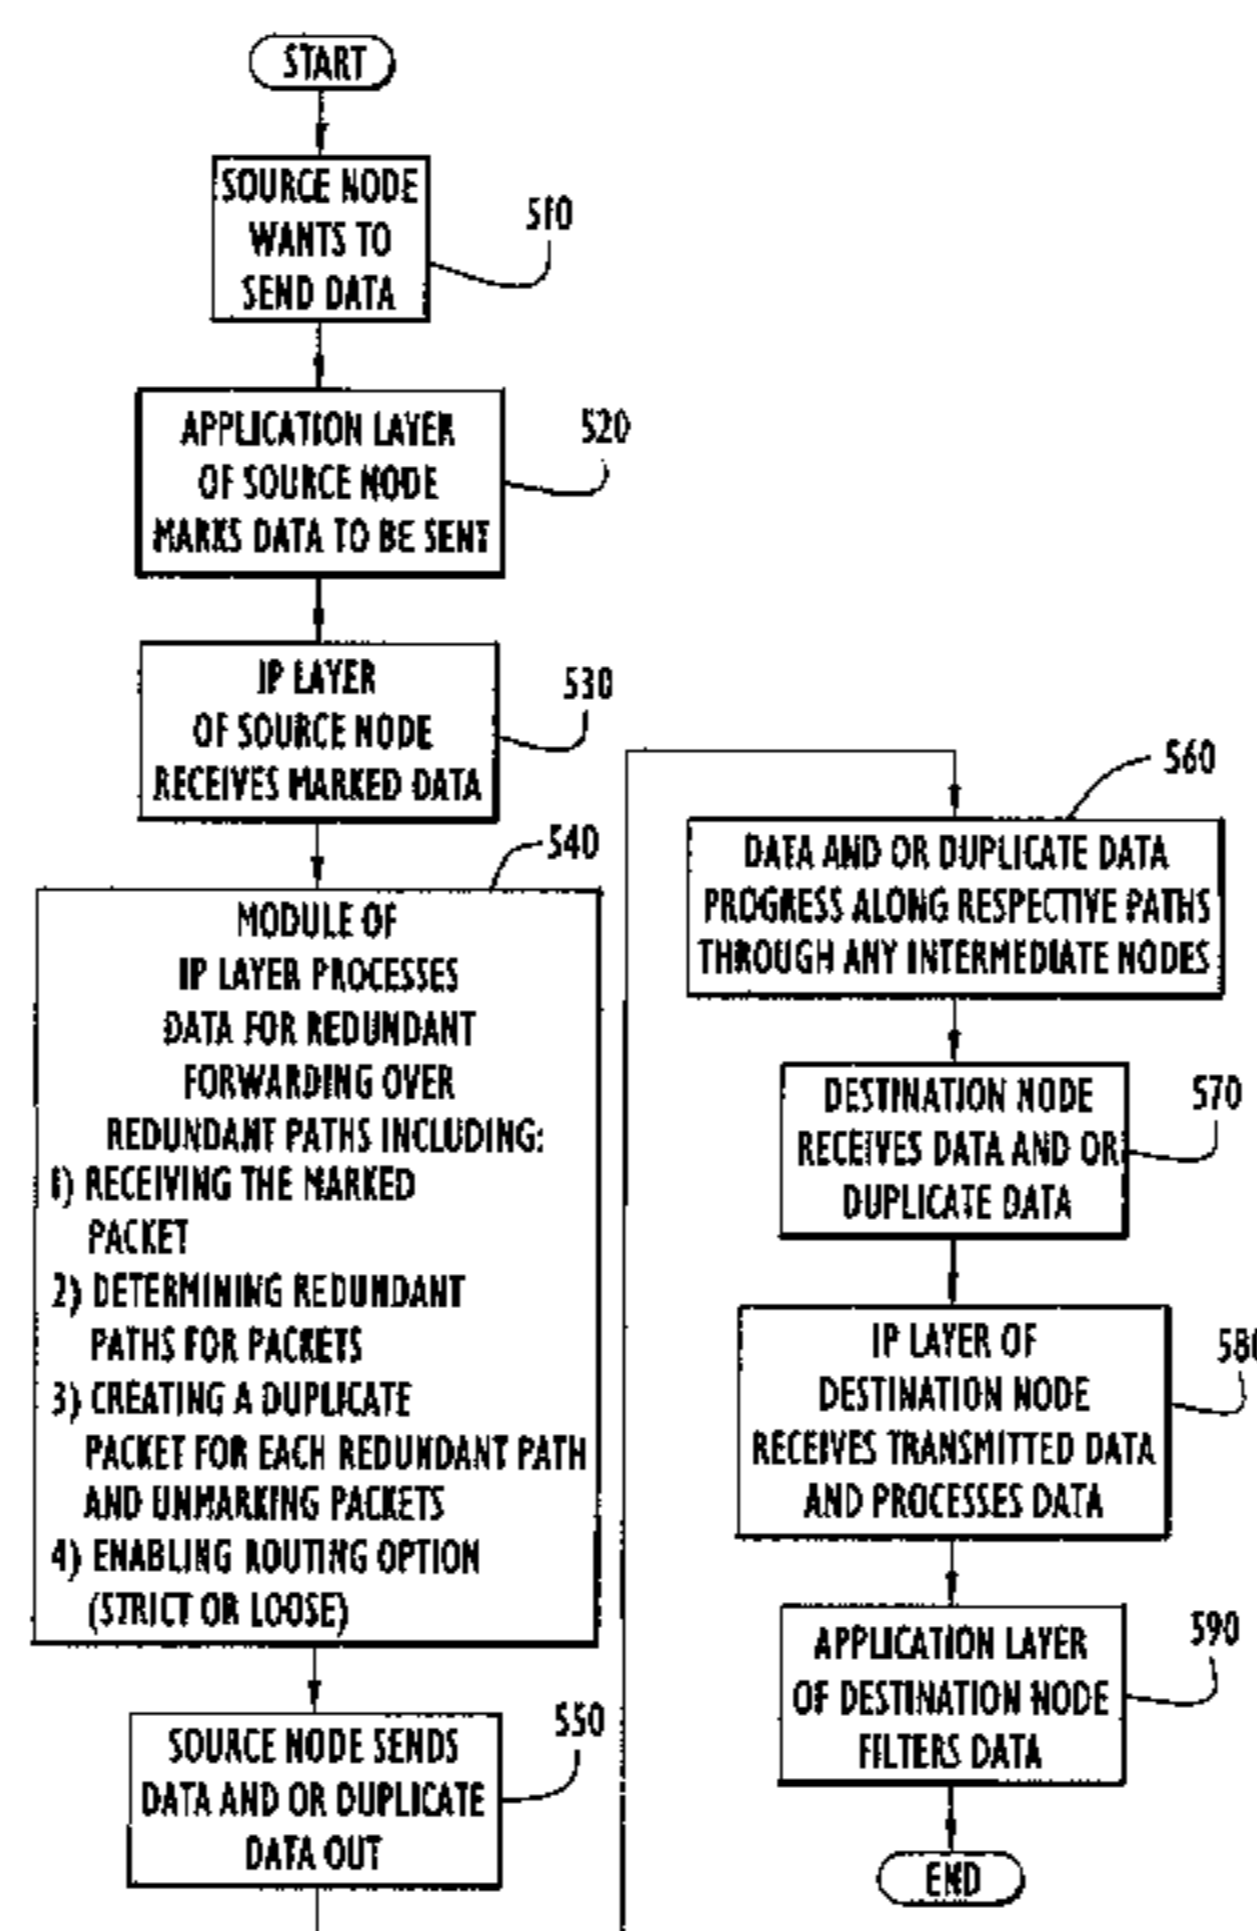 START
SOURCE NODE
WANTS TO
SEND DATA
510
APPLICATION LAYER
OF SOURCE NODE
MARKS DATA TO BE SENT
520
IP LAYER
OF SOURCE NODE
RECEIVES MARKED DATA
530
540
MODULE OF
IP LAYER PROCESSES
DATA FOR REDUNDANT
FORWARDING OVER
REDUNDANT PATHS INCLUDING:
1) RECEIVING THE MARKED
PACKET
2) DETERMINING REDUNDANT
PATHS FOR PACKETS
3) CREATING A DUPLICATE
PACKET FOR EACH REDUNDANT PATH
AND UNMARKING PACKETS
4) ENABLING ROUTING OPTION
(STRICT OR LOOSE)
SOURCE NODE SENDS
DATA AND OR DUPLICATE
DATA OUT
550
560
DATA AND OR DUPLICATE DATA
PROGRESS ALONG RESPECTIVE PATHS
THROUGH ANY INTERMEDIATE NODES
DESTINATION NODE
RECEIVES DATA AND OR
DUPLICATE DATA
570
IP LAYER OF
DESTINATION NODE
RECEIVES TRANSMITTED DATA
AND PROCESSES DATA
580
APPLICATION LAYER
OF DESTINATION NODE
FILTERS DATA
590
END